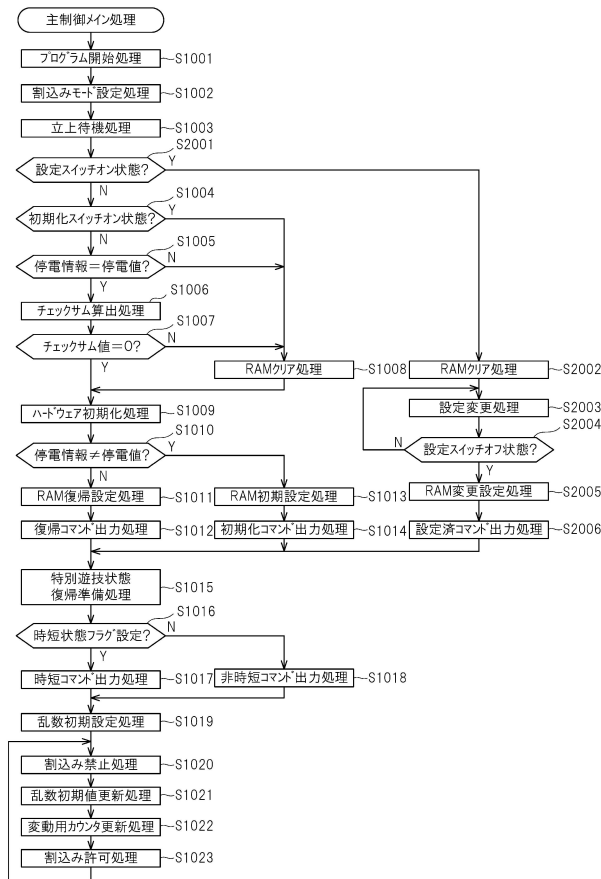 主制御メイン処理
プログラム開始処理 S1001
割込みモード設定処理 S1002
立上待機処理 S1003
S2001
設定スイッチオン状態? Y
N
S1004
初期化スイッチオン状態? Y
N
S1005
停電情報=停電値? N
Y
S1006
チェックサム算出処理
S1007
チェックサム値=0? N
Y
RAMクリア処理 S1008
RAMクリア処理 S2002
ハードウェア初期化処理 S1009
設定変更処理 S2003
S1010
S2004
停電情報≠停電値? Y
N
N 設定スイッチオフ状態?
Y
RAM復帰設定処理 S1011
RAM初期設定処理 S1013
RAM変更設定処理 S2005
復帰コマンド出力処理 S1012
初期化コマンド出力処理 S1014
設定済コマンド出力処理 S2006
特別遊技状態
復帰準備処理
S1015
S1016
時短状態フラグ設定? N
Y
時短コマンド出力処理 S1017
非時短コマンド出力処理 S1018
乱数初期設定処理 S1019
割込み禁止処理 S1020
乱数初期値更新処理 S1021
変動用カウンタ更新処理 S1022
割込み許可処理 S1023